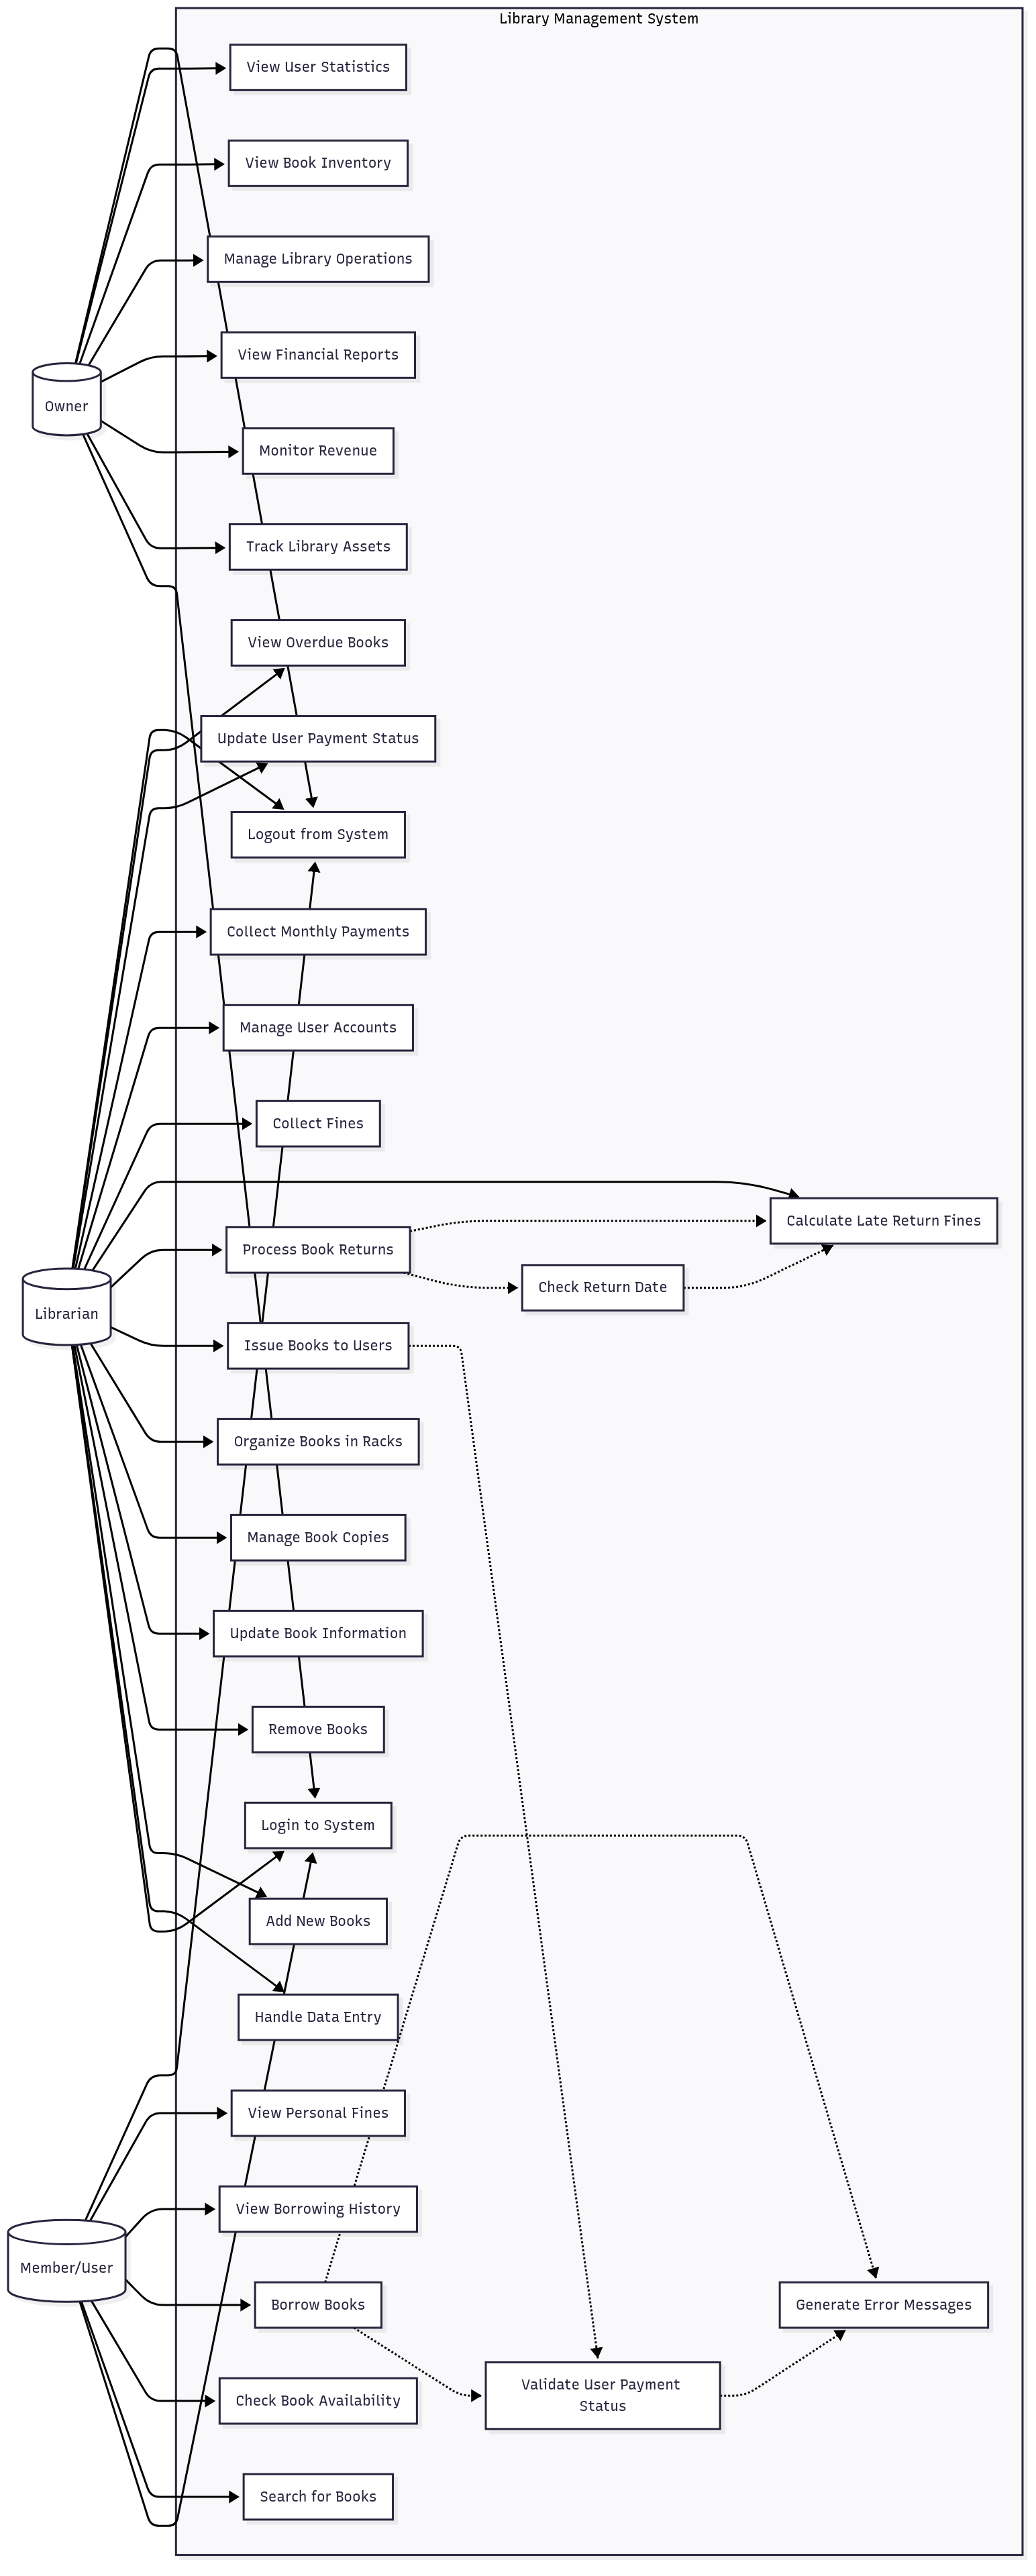 Library Management System
View User Statistics
View Book Inventory
Manage Library Operations
View Financial Reports
Owner
Monitor Revenue
Track Library Assets
View Overdue Books
Update User Payment Status
Logout from System
Collect Monthly Payments
Manage User Accounts
Collect Fines
Calculate Late Return Fines
Process Book Returns
Check Return Date
Librarian
Issue Books to Users
Organize Books in Racks
Manage Book Copies
Update Book Information
Remove Books
Login to System
Add New Books
Handle Data Entry
View Personal Fines
View Borrowing History
Member/User
Borrow Books
Generate Error Messages
Validate User Payment
Status
Check Book Availability
Search for Books